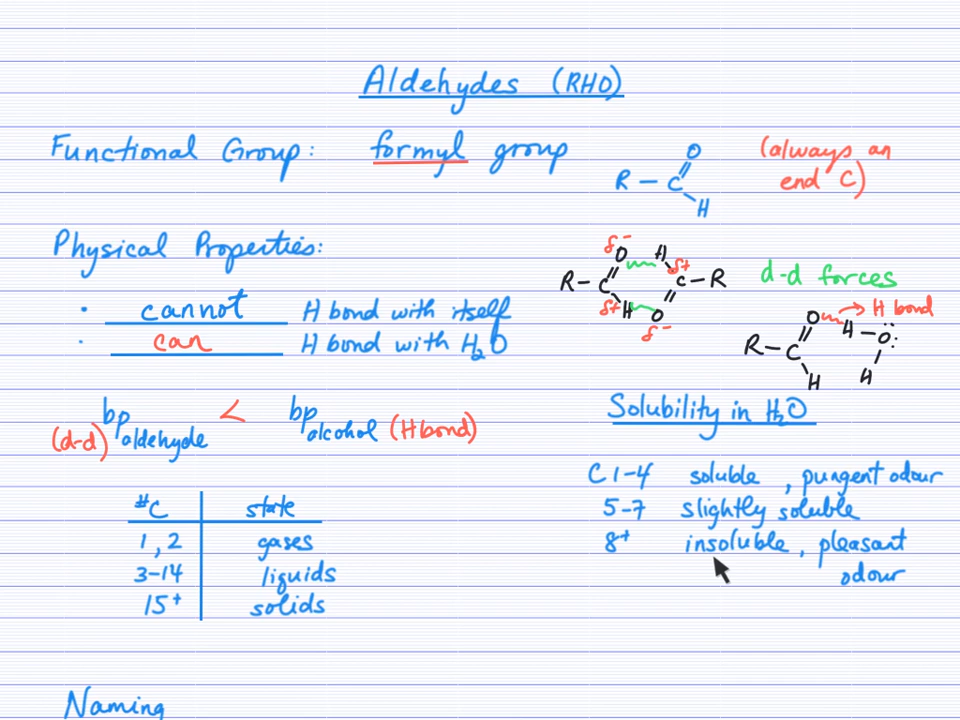 Aldehydes (RHO)
Functional Group: formyl group
R – C
O
H
(always an
end C)
Physical Properties:
• cannot H bond with itself
• can H bond with H₂O
δ⁻
O
H
δ⁺
R – C
C – R
δ⁺
H
O
δ⁻
d-d forces
O
H
→ H bond
O
R – C
H
H
bp aldehyde < bp alcohol (H bond)
(d-d)
#C state
1, 2 gases
3-14 liquids
15⁺ solids
Solubility in H₂O
C 1-4 soluble, pungent odour
5-7 slightly soluble
8⁺ insoluble, pleasant
odour
Naming